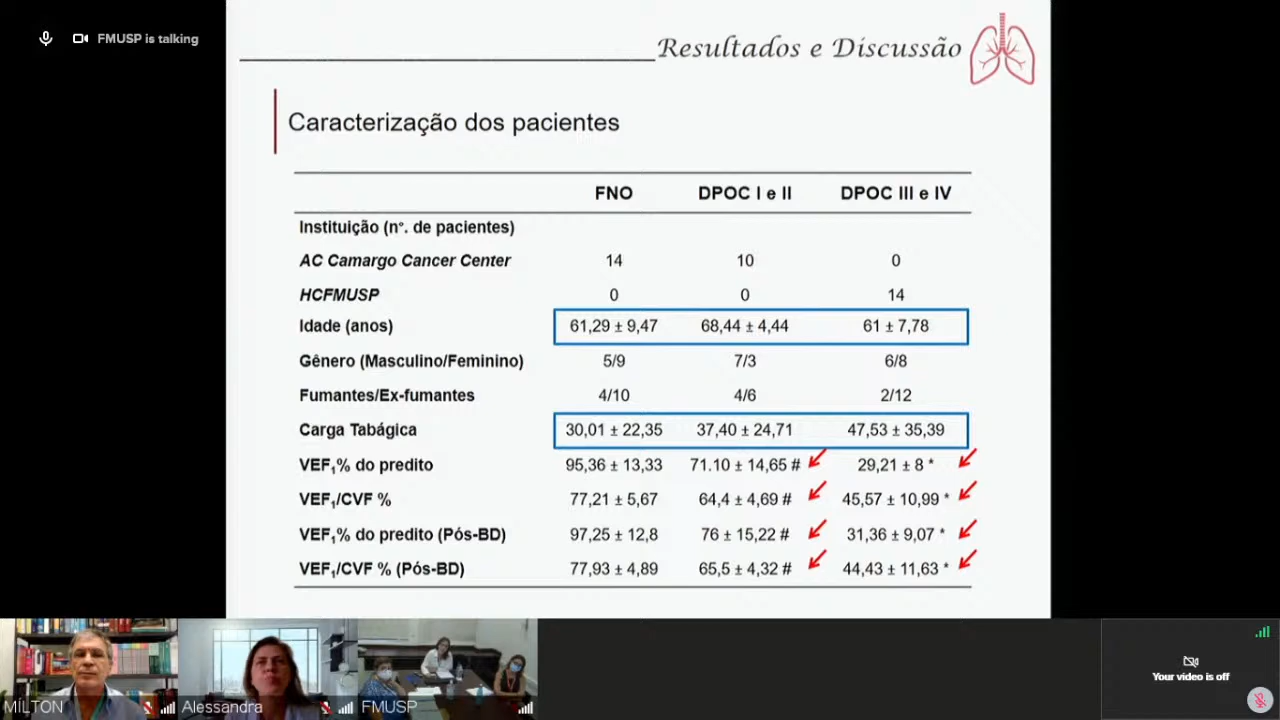 FMUSP is talking
Resultados e Discussão
Caracterização dos pacientes
FNO DPOC I e II DPOC III e IV
Instituição (n°. de pacientes)
AC Camargo Cancer Center 14 10 0
HCFMUSP 0 0 14
Idade (anos) 61,29 ± 9,47 68,44 ± 4,44 61 ± 7,78
Gênero (Masculino/Feminino) 5/9 7/3 6/8
Fumantes/Ex-fumantes 4/10 4/6 2/12
Carga Tabágica 30,01 ± 22,35 37,40 ± 24,71 47,53 ± 35,39
VEF₁% do predito 95,36 ± 13,33 71.10 ± 14,65 # 29,21 ± 8 *
VEF₁/CVF % 77,21 ± 5,67 64,4 ± 4,69 # 45,57 ± 10,99 *
VEF₁% do predito (Pós-BD) 97,25 ± 12,8 76 ± 15,22 # 31,36 ± 9,07 *
VEF₁/CVF % (Pós-BD) 77,93 ± 4,89 65,5 ± 4,32 # 44,43 ± 11,63 *
MILTON
Alessandra
FMUSP
Your video is off